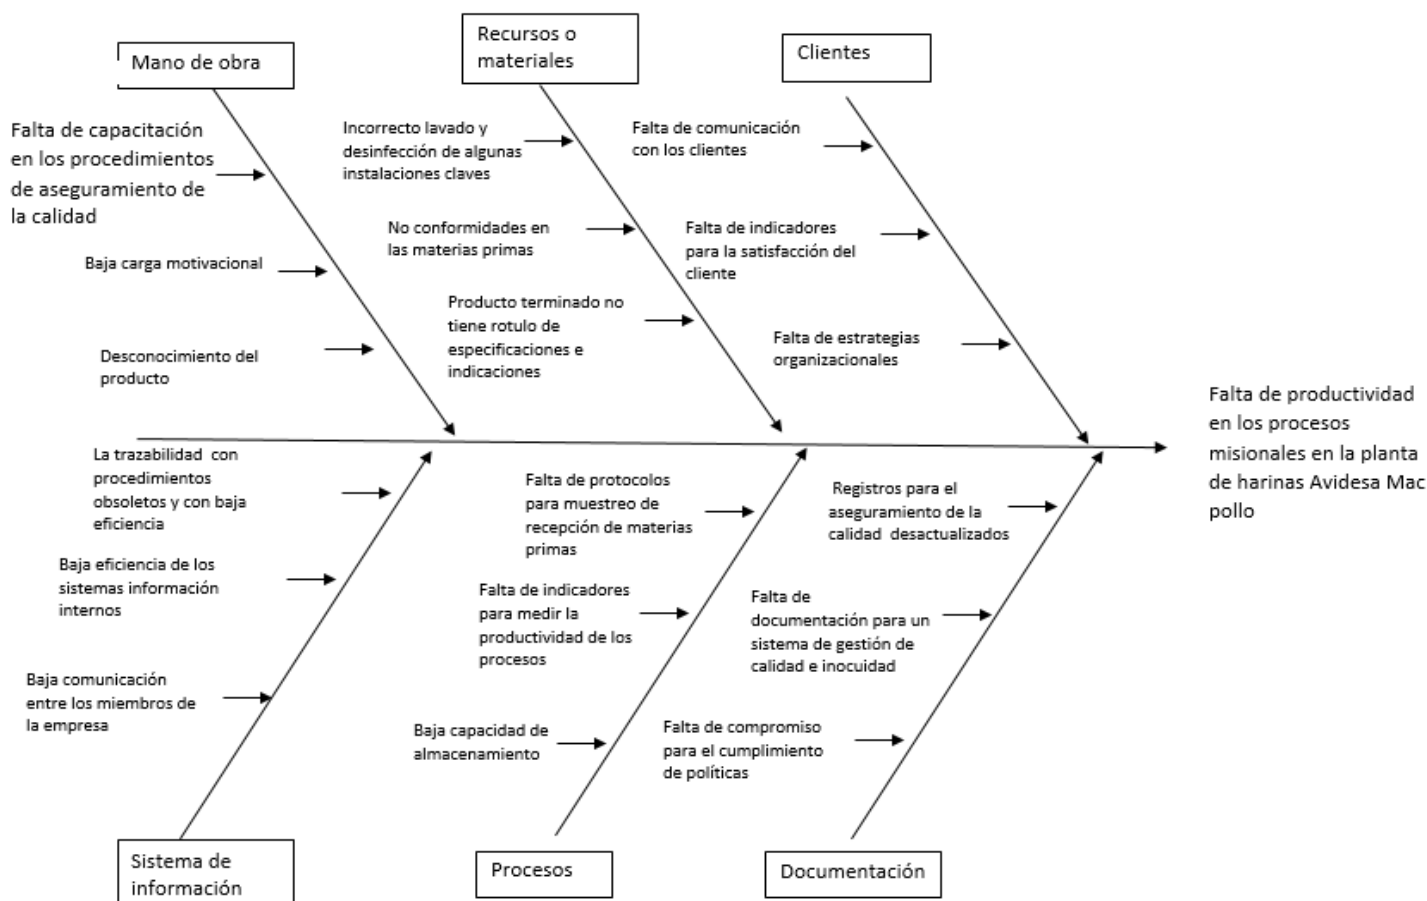 Mano de obra
Recursos o
materiales
Clientes
Falta de capacitación
en los procedimientos
de aseguramiento de
la calidad
Baja carga motivacional
Desconocimiento del
producto
Incorrecto lavado y
desinfección de algunas
instalaciones claves
No conformidades en
las materias primas
Producto terminado no
tiene rotulo de
especificaciones e
indicaciones
Falta de comunicación
con los clientes
Falta de indicadores
para la satisfacción del
cliente
Falta de estrategias
organizacionales
Falta de productividad
en los procesos
misionales en la planta
de harinas Avidesa Mac
pollo
La trazabilidad con
procedimientos
obsoletos y con baja
eficiencia
Baja eficiencia de los
sistemas información
internos
Baja comunicación
entre los miembros de
la empresa
Falta de protocolos
para muestreo de
recepción de materias
primas
Falta de indicadores
para medir la
productividad de los
procesos
Baja capacidad de
almacenamiento
Registros para el
aseguramiento de la
calidad desactualizados
Falta de
documentación para un
sistema de gestión de
calidad e inocuidad
Falta de compromiso
para el cumplimiento
de políticas
Sistema de
información
Procesos
Documentación